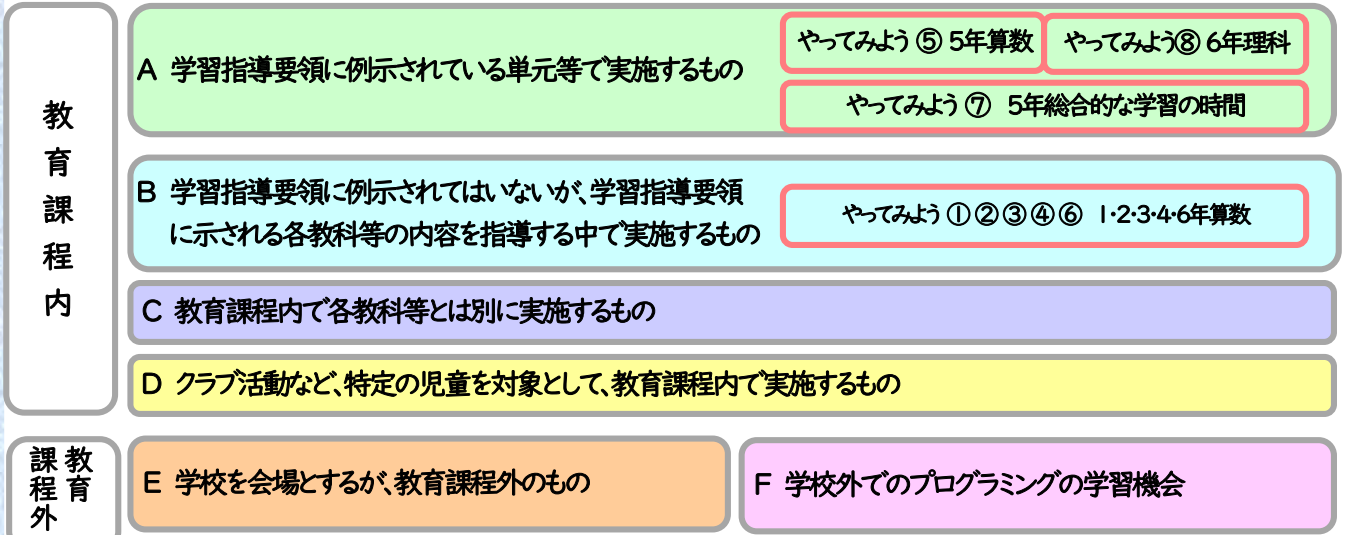 教育課程内
A 学習指導要領に例示されている単元等で実施するもの
やってみよう ⑤ 5年算数
やってみよう⑧ 6年理科
やってみよう ⑦ 5年総合的な学習の時間
B 学習指導要領に例示されてはいないが、学習指導要領
に示される各教科等の内容を指導する中で実施するもの
やってみよう ① ② ③ ④ ⑥ 1・2・3・4・6年算数
C 教育課程内で各教科等とは別に実施するもの
D クラブ活動など、特定の児童を対象として、教育課程内で実施するもの
教育
課程外
E 学校を会場とするが、教育課程外のもの
F 学校外でのプログラミングの学習機会